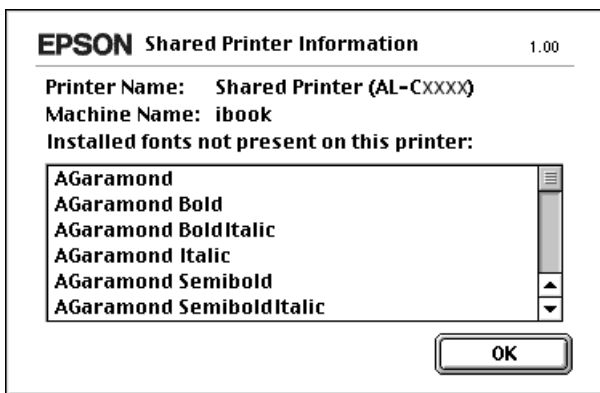 EPSON Shared Printer Information 1.00
Printer Name: Shared Printer (AL-CXXXX)
Machine Name: ibook
Installed fonts not present on this printer:
AGaramond
AGaramond Bold
AGaramond BoldItalic
AGaramond Italic
AGaramond Semibold
AGaramond SemiboldItalic
OK